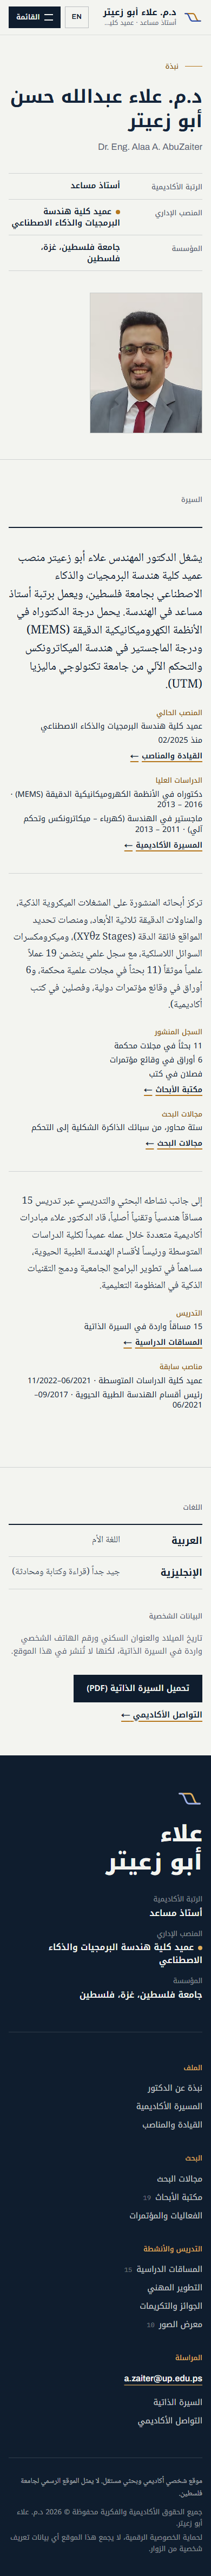 د.م. علاء أبو زعيتر
أستاذ مساعد · عميد كليـ...
EN
القائمة
نبذة
د.م. علاء عبدالله حسن
أبو زعيتر
Dr. Eng. Alaa A. AbuZaiter
الرتبة الأكاديمية
أستاذ مساعد
المنصب الإداري
عميد كلية هندسة
البرمجيات والذكاء الاصطناعي
المؤسسة
جامعة فلسطين، غزة،
فلسطين
السيرة
يشغل الدكتور المهندس علاء أبو زعيتر منصب
عميد كلية هندسة البرمجيات والذكاء
الاصطناعي بجامعة فلسطين، ويعمل برتبة أستاذ
مساعد في الهندسة. يحمل درجة الدكتوراه في
الأنظمة الكهروميكانيكية الدقيقة (MEMS)
ودرجة الماجستير في هندسة الميكاترونكس
والتحكم الآلي من جامعة تكنولوجي ماليزيا
(UTM).
المنصب الحالي
عميد كلية هندسة البرمجيات والذكاء الاصطناعي
منذ 02/2025
القيادة والمناصب ←
الدراسات العليا
دكتوراه في الأنظمة الكهروميكانيكية الدقيقة (MEMS) ·
2013 – 2016
ماجستير في الهندسة (كهرباء – ميكاترونكس وتحكم
آلي) · 2011 – 2013
المسيرة الأكاديمية ←
تركز أبحاثه المنشورة على المشغلات الميكروية الذكية،
والمناولات الدقيقة ثلاثية الأبعاد، ومنصات تحديد
المواقع فائقة الدقة (XYθz Stages)، وميكرومكسرات
السوائل اللاسلكية، مع سجل علمي يتضمن 19 عملاً
علمياً موثقاً (11 بحثاً في مجلات علمية محكمة، و6
أوراق في وقائع مؤتمرات دولية، وفصلين في كتب
أكاديمية).
السجل المنشور
11 بحثاً في مجلات محكمة
6 أوراق في وقائع مؤتمرات
فصلان في كتب
مكتبة الأبحاث ←
مجالات البحث
ستة محاور، من سبائك الذاكرة الشكلية إلى التحكم
مجالات البحث ←
إلى جانب نشاطه البحثي والتدريسي عبر تدريس 15
مساقاً هندسياً وتقنياً أصلياً، قاد الدكتور علاء مبادرات
أكاديمية متعددة خلال عمله عميداً لكلية الدراسات
المتوسطة ورئيساً لأقسام الهندسة الطبية الحيوية،
مساهماً في تطوير البرامج الجامعية ودمج التقنيات
الذكية في المنظومة التعليمية.
التدريس
15 مساقاً واردة في السيرة الذاتية
المساقات الدراسية ←
مناصب سابقة
عميد كلية الدراسات المتوسطة · 06/2021–11/2022
رئيس أقسام الهندسة الطبية الحيوية · 09/2017–
06/2021
اللغات
العربية
اللغة الأم
الإنجليزية
جيد جداً (قراءة وكتابة ومحادثة)
البيانات الشخصية
تاريخ الميلاد والعنوان السكني ورقم الهاتف الشخصي
واردة في السيرة الذاتية، لكنها لا تُنشر في هذا الموقع.
تحميل السيرة الذاتية (PDF)
التواصل الأكاديمي ←
علاء
أبو زعيتر
الرتبة الأكاديمية
أستاذ مساعد
المنصب الإداري
عميد كلية هندسة البرمجيات والذكاء
الاصطناعي
المؤسسة
جامعة فلسطين، غزة، فلسطين
الملف
نبذة عن الدكتور
المسيرة الأكاديمية
القيادة والمناصب
البحث
مجالات البحث
مكتبة الأبحاث 19
الفعاليات والمؤتمرات
التدريس والأنشطة
المساقات الدراسية 15
التطوير المهني
الجوائز والتكريمات
معرض الصور 10
المراسلة
a.zaiter@up.edu.ps
السيرة الذاتية
التواصل الأكاديمي
موقع شخصي أكاديمي وبحثي مستقل. لا يمثل الموقع الرسمي لجامعة
فلسطين.
جميع الحقوق الأكاديمية والفكرية محفوظة © 2026 د.م. علاء
أبو زعيتر.
لحماية الخصوصية الرقمية، لا يجمع هذا الموقع أي بيانات تعريف
شخصية من الزوار.